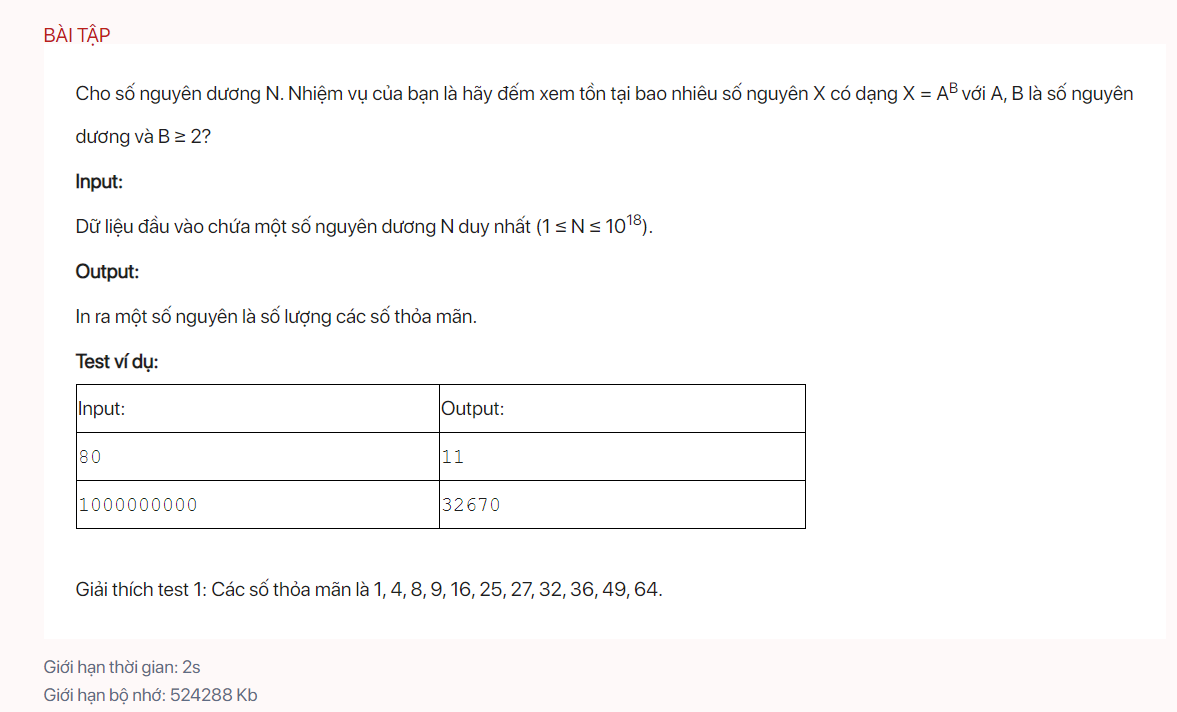 BÀI TẬP
Cho số nguyên dương N. Nhiệm vụ của bạn là hãy đếm xem tồn tại bao nhiêu số nguyên X có dạng X = Aᴮ với A, B là số nguyên
dương và B ≥ 2?
Input:
Dữ liệu đầu vào chứa một số nguyên dương N duy nhất (1 ≤ N ≤ 10¹⁸).
Output:
In ra một số nguyên là số lượng các số thỏa mãn.
Test ví dụ:
Input: Output:
80 11
1000000000 32670
Giải thích test 1: Các số thỏa mãn là 1, 4, 8, 9, 16, 25, 27, 32, 36, 49, 64.
Giới hạn thời gian: 2s
Giới hạn bộ nhớ: 524288 Kb